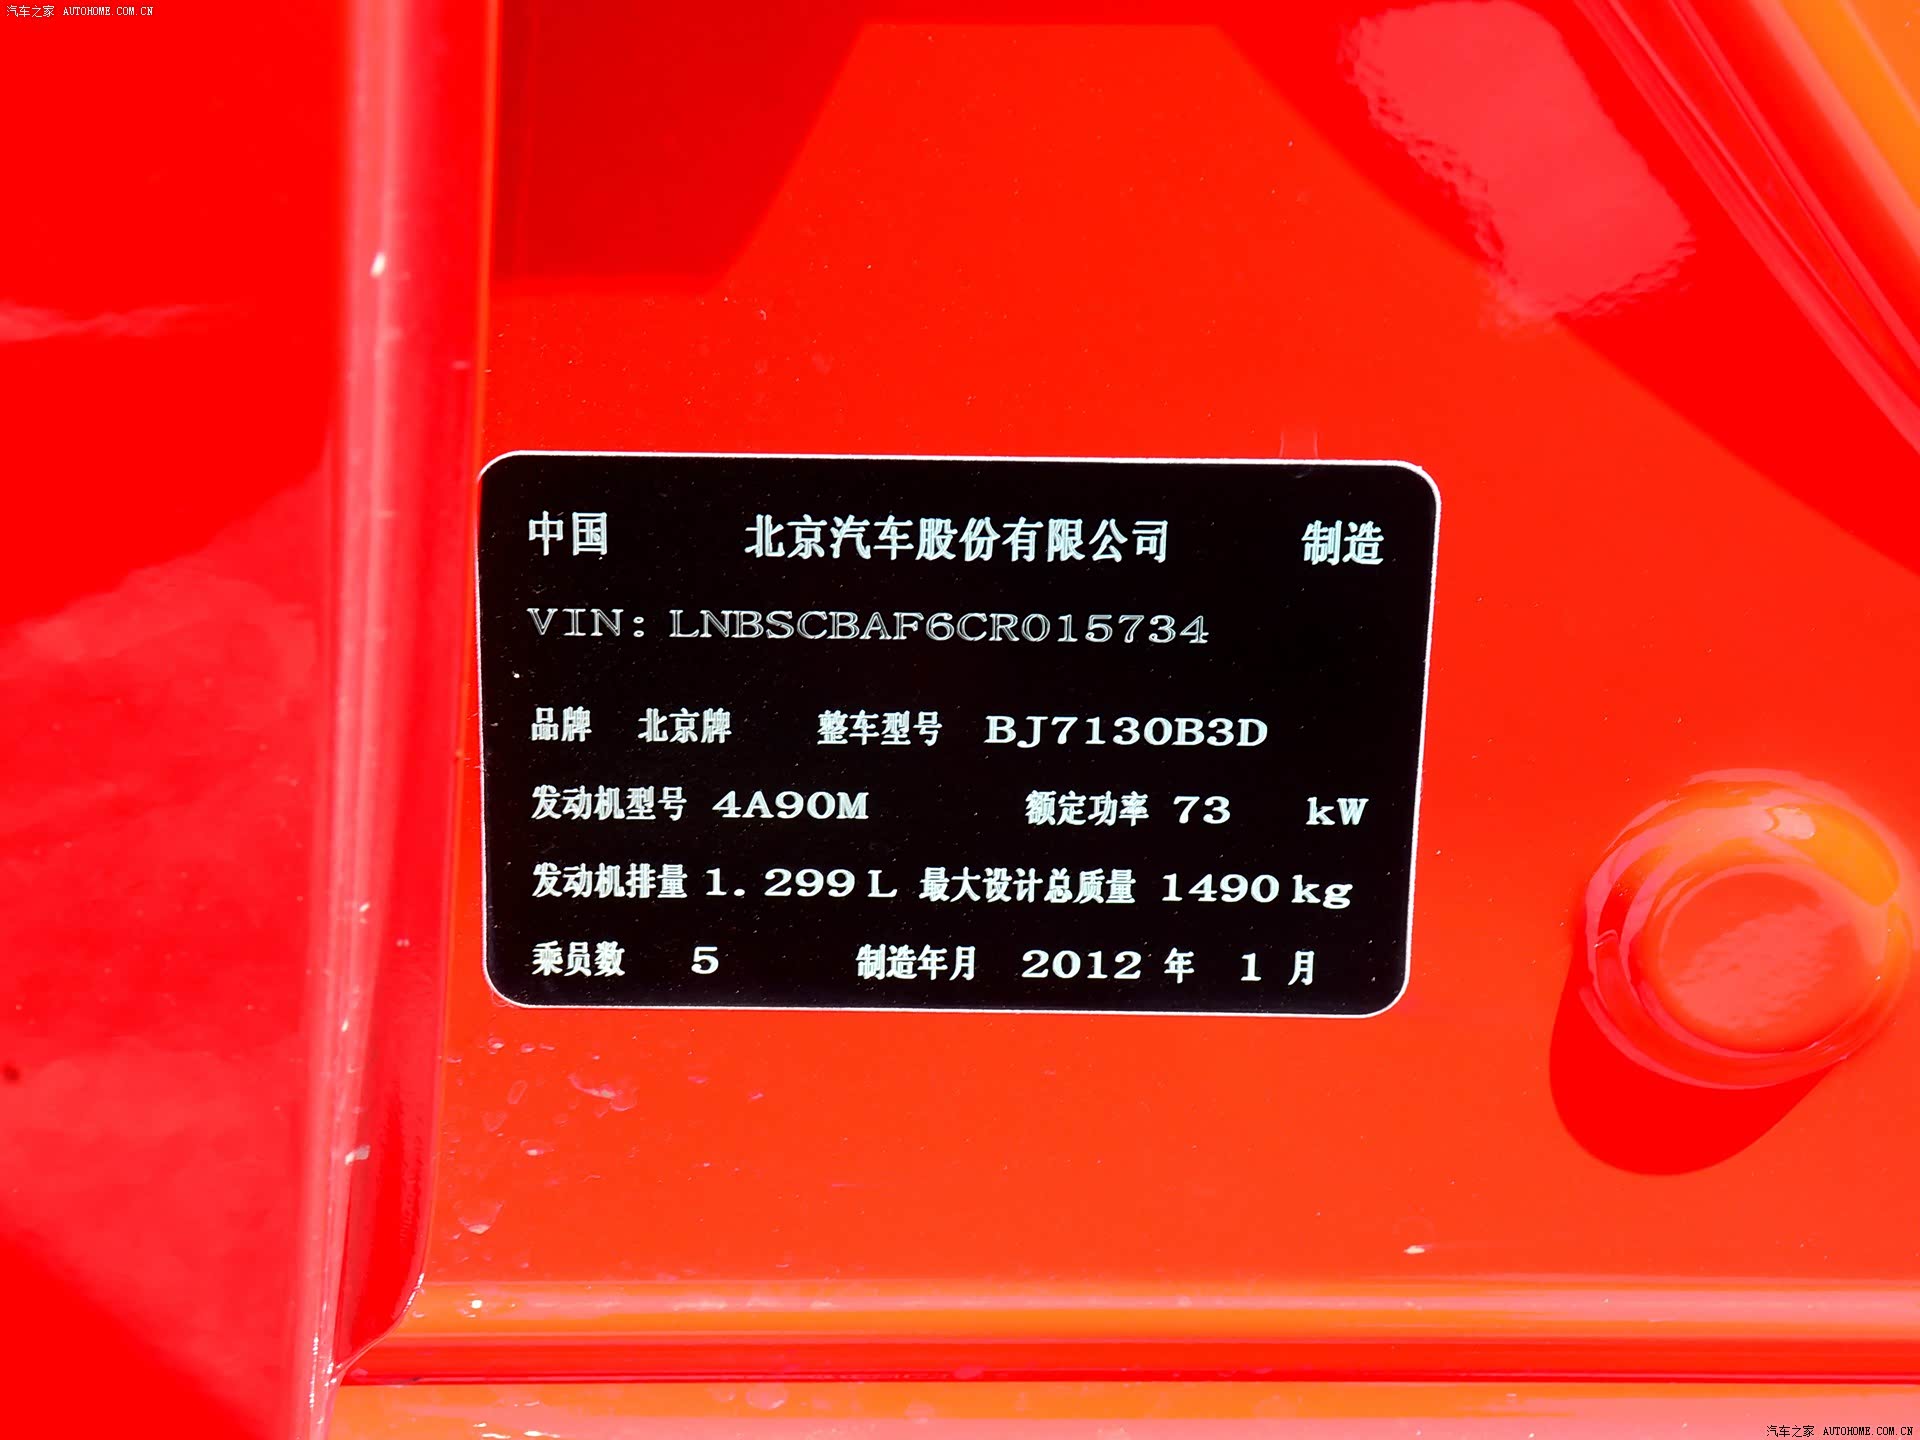 汽车之家 AUTOHOME.COM.CN
中国 北京汽车股份有限公司 制造
VIN: LNBSCBAF6CR015734
品牌 北京牌 整车型号 BJ7130B3D
发动机型号 4A90M 额定功率 73 kW
发动机排量 1.299 L 最大设计总质量 1490 kg
乘员数 5 制造年月 2012 年 1 月
汽车之家 AUTOHOME.COM.CN